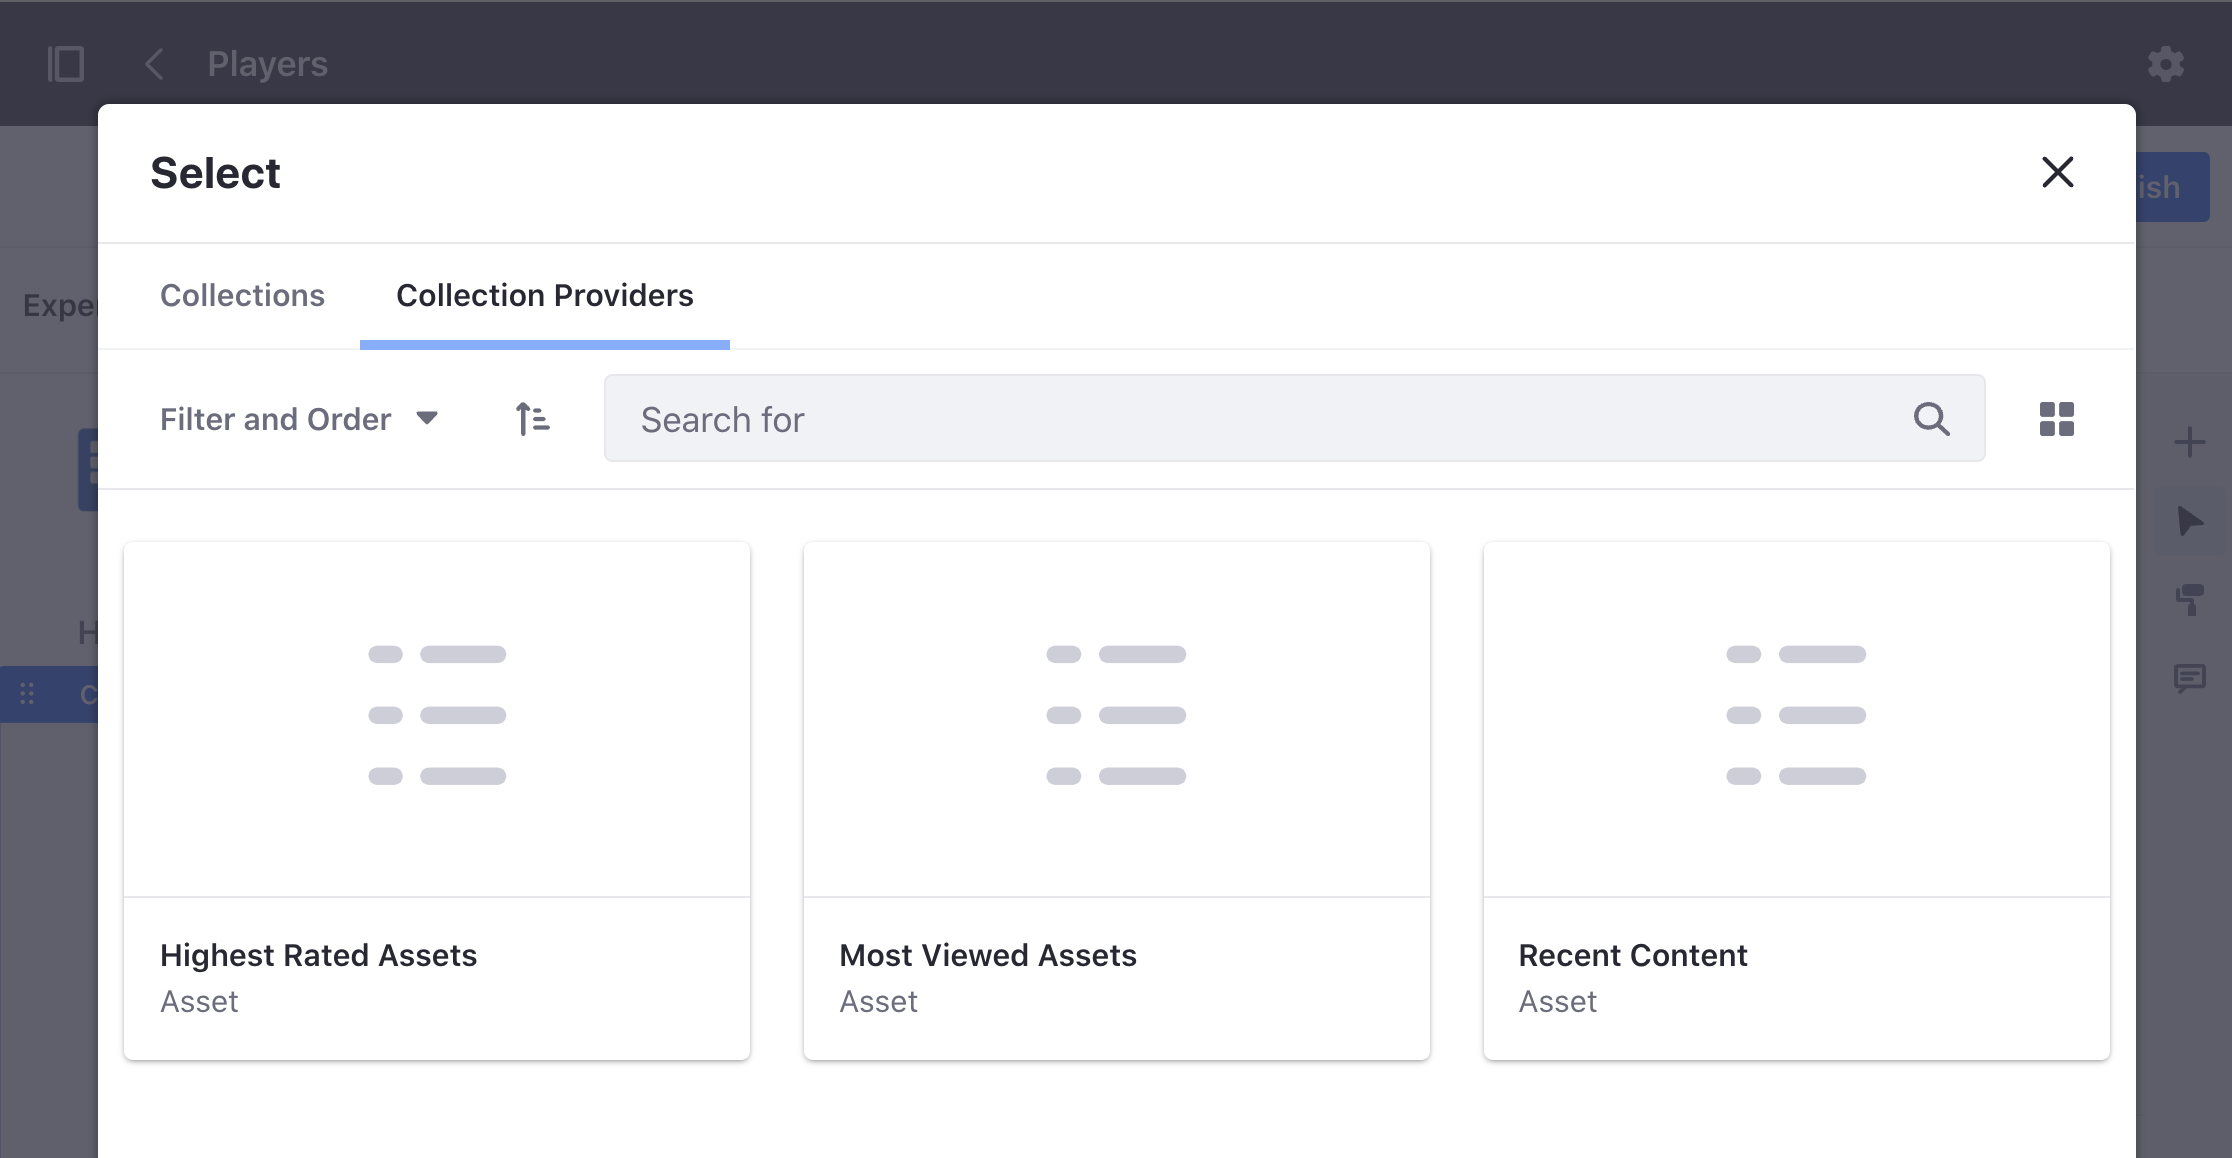 Players
Select
ish
Collections
Collection Providers
Exper
Filter and Order
Search for
H
C
Highest Rated Assets
Asset
Most Viewed Assets
Asset
Recent Content
Asset